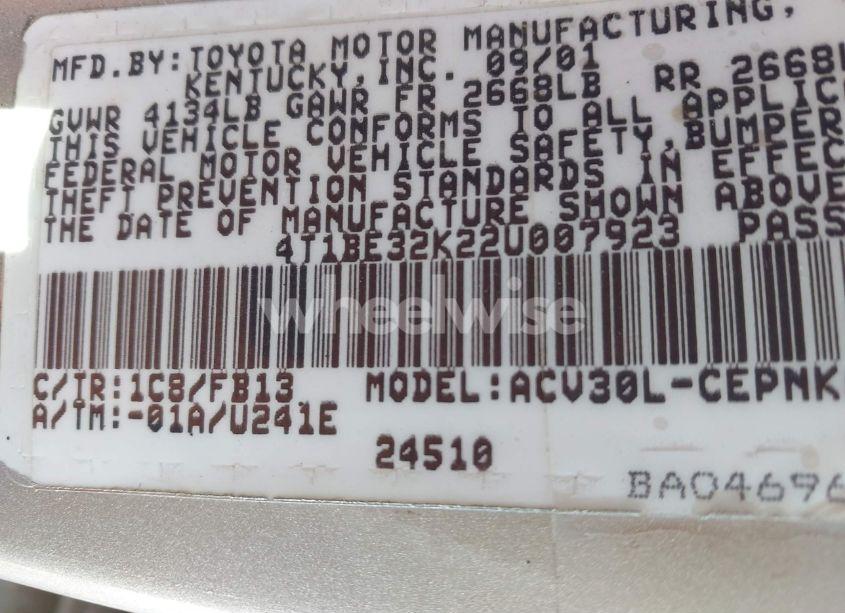 MFD.BY:TOYOTA MOTOR MANUFACTURING,
KENTUCKY,INC. 09/01
GVWR 4134LB GAWR FR 2668LB RR 2668
THIS VEHICLE CONFORMS TO ALL APPLIC
FEDERAL MOTOR VEHICLE SAFETY,BUMPER
THEFT PREVENTION STANDARDS IN EFFEC
THE DATE OF MANUFACTURE SHOWN ABOVE
4T1BE32K22U007923 PASS
wheelwise
C/TR:1C8/FB13 MODEL:ACV30L-CEPNK
A/TM:-01A/U241E
24510
BA04696